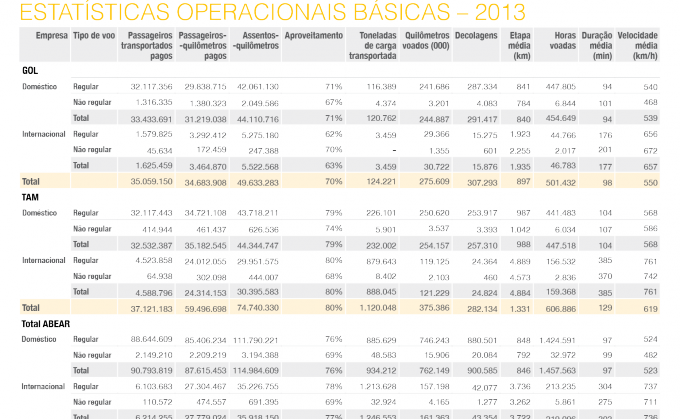 ESTATÍSTICAS OPERACIONAIS BÁSICAS – 2013
Empresa Tipo de voo Passageiros transportados pagos Passageiros-quilômetros pagos Assentos-quilômetro Aproveitamento Toneladas de carga transportada Quilômetros voados (000) Decolagens Etapa média (km) Horas voadas Duração média (min) Velocidade média (km/h)
GOL
Doméstico Regular 32.117.356 29.838.715 42.061.130 71% 116.389 241.686 287.334 841 447.805 94 540
Não regular 1.316.335 1.380.323 2.049.586 67% 4.374 3.201 4.083 784 6.844 101 468
Total 33.433.691 31.219.038 44.110.716 71% 120.762 244.887 291.417 840 454.649 94 539
Internacional Regular 1.579.825 3.292.412 5.275.180 62% 3.459 29.366 15.275 1.923 44.766 176 656
Não regular 45.634 172.459 247.388 70% - 1.355 601 2.255 2.017 201 672
Total 1.625.459 3.464.870 5.522.568 63% 3.459 30.722 15.876 1.935 46.783 177 657
Total 35.059.150 34.683.908 49.633.283 70% 124.221 275.609 307.293 897 501.432 98 550
TAM
Doméstico Regular 32.117.443 34.721.108 43.718.211 79% 226.101 250.620 253.917 987 441.483 104 568
Não regular 414.944 461.437 626.536 74% 5.901 3.537 3.393 1.042 6.034 107 586
Total 32.532.387 35.182.545 44.344.747 79% 232.002 254.157 257.310 988 447.518 104 568
Internacional Regular 4.523.858 24.012.055 29.951.575 80% 879.643 119.125 24.364 4.889 156.532 385 761
Não regular 64.938 302.098 444.007 68% 8.402 2.103 460 4.573 2.836 370 742
Total 4.588.796 24.314.153 30.395.583 80% 888.045 121.229 24.824 4.884 159.368 385 761
Total 37.121.183 59.496.698 74.740.330 80% 1.120.048 375.386 282.134 1.331 606.886 129 619
Total ABEAR
Doméstico Regular 88.644.609 85.406.234 111.790.221 76% 885.629 746.243 880.501 848 1.424.591 97 524
Não regular 2.149.210 2.209.219 3.194.388 69% 48.583 15.906 20.084 792 32.972 99 482
Total 90.793.819 87.615.453 114.984.609 76% 934.212 762.149 900.585 846 1.457.563 97 523
Internacional Regular 6.103.683 27.304.467 35.226.755 78% 1.213.628 157.198 42.077 3.736 213.235 304 737
Não regular 110.572 474.557 691.395 69% 32.924 4.165 1.277 3.262 5.861 275 711
Total 6.214.255 27.779.024 35.918.150 77% 1.246.553 161.363 43.354 3.722